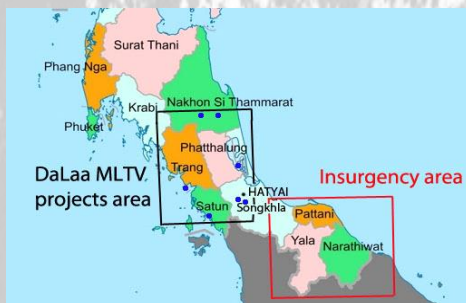 Surat Thani
Phang Nga
Krabi
Nakhon Si Thammarat
Phuket
Phatthalung
Trang
DaLaa MLTV
projects area
HATYAI
Songkhla
Satun
Insurgency area
Pattani
Yala
Narathiwat